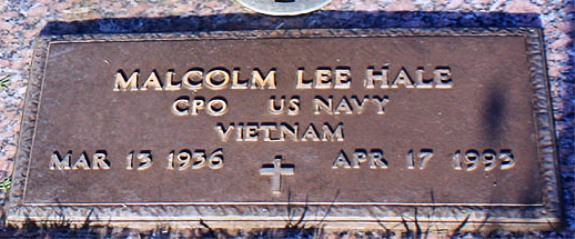 MALCOLM LEE HALE
CPO US NAVY
VIETNAM
MAR 13 1936 APR 17 1993